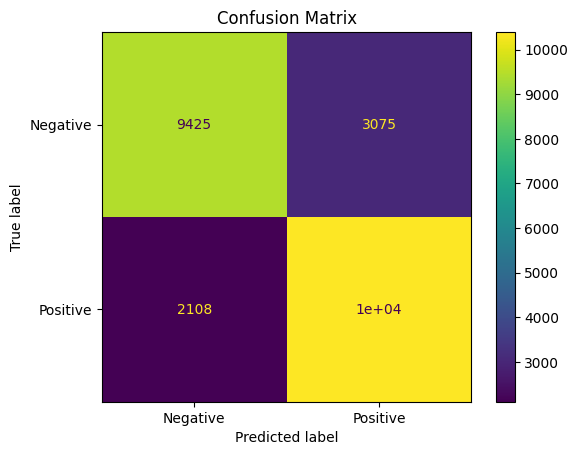 Confusion Matrix
True label
Negative
9425
3075
Positive
2108
1e+04
Negative
Positive
Predicted label
10000
9000
8000
7000
6000
5000
4000
3000